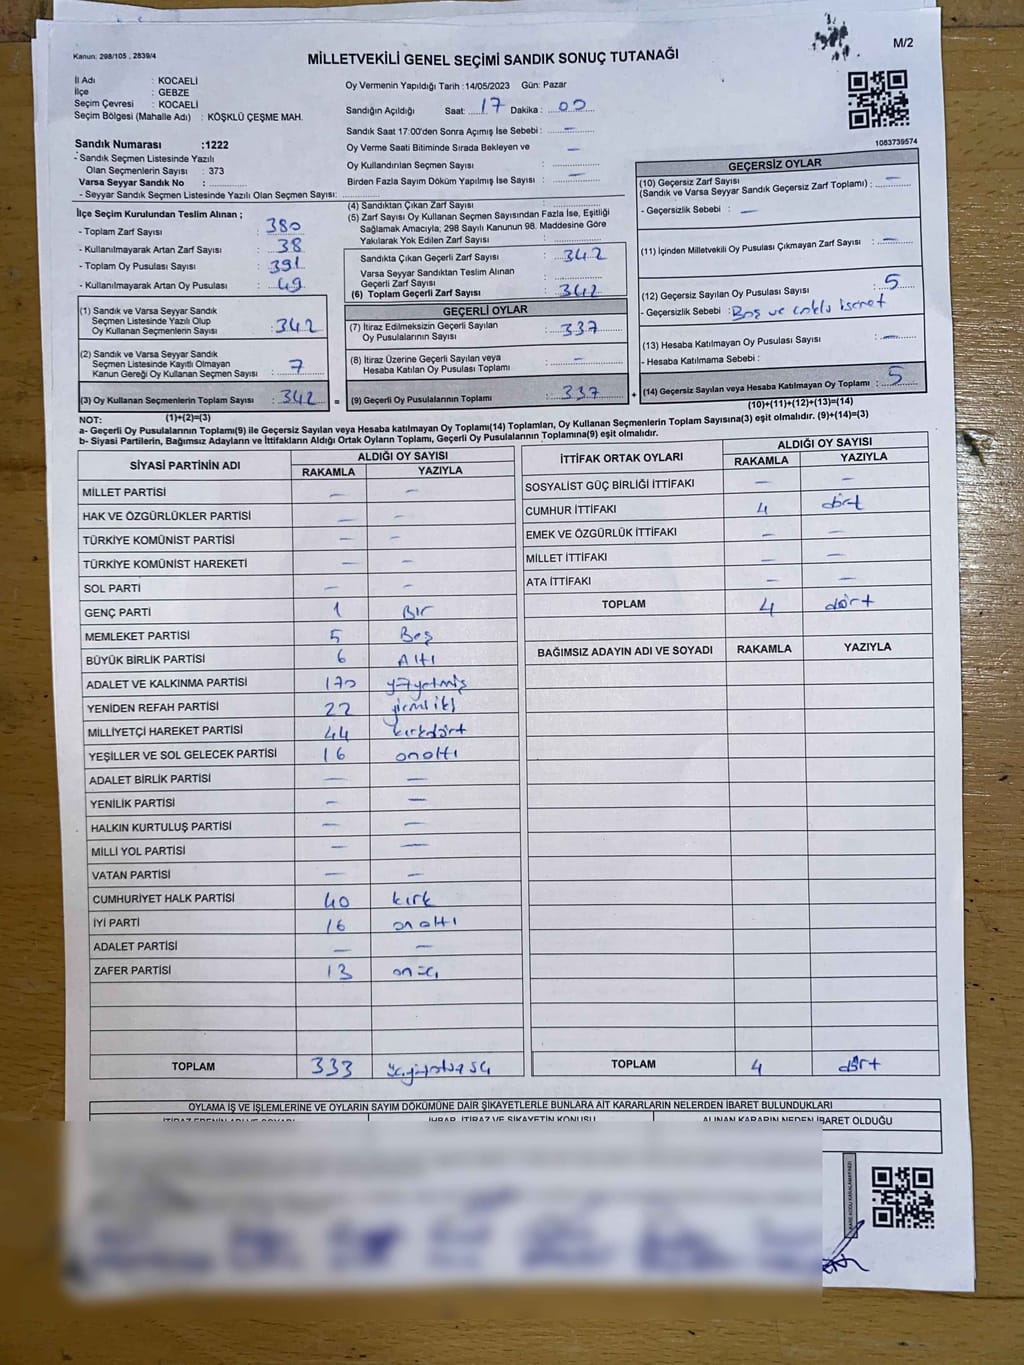 Kanun: 298/105 , 2839/4
MİLLETVEKİLİ GENEL SEÇİMİ SANDIK SONUÇ TUTANAĞI
M/2
İl Adı : KOCAELİ
İlçe : GEBZE
Seçim Çevresi : KOCAELİ
Seçim Bölgesi (Mahalle Adı) : KÖŞKLÜ ÇEŞME MAH.
Sandık Numarası :1222
- Sandık Seçmen Listesinde Yazılı
Olan Seçmenlerin Sayısı : 373
Varsa Seyyar Sandık No :
- Seyyar Sandık Seçmen Listesinde Yazılı Olan Seçmen Sayısı:
Oy Vermenin Yapıldığı Tarih :14/05/2023 Gün: Pazar
Sandığın Açıldığı Saat: 17 Dakika : 00
Sandık Saat 17:00'den Sonra Açımış İse Sebebi : —
Oy Verme Saati Bitiminde Sırada Bekleyen ve
Oy Kullandırılan Seçmen Sayısı : —
Birden Fazla Sayım Döküm Yapılmış İse Sayısı : —
1083739574
İlçe Seçim Kurulundan Teslim Alınan ;
- Toplam Zarf Sayısı : 380
- Kullanılmayarak Artan Zarf Sayısı : 38
- Toplam Oy Pusulası Sayısı : 391
- Kullanılmayarak Artan Oy Pusulası : 49
(1) Sandık ve Varsa Seyyar Sandık
Seçmen Listesinde Yazılı Olup
Oy Kullanan Seçmenlerin Sayısı : 342
(2) Sandık ve Varsa Seyyar Sandık
Seçmen Listesinde Kayıtlı Olmayan
Kanun Gereği Oy Kullanan Seçmen Sayısı : 7
(3) Oy Kullanan Seçmenlerin Toplam Sayısı : 342 =
(4) Sandıktan Çıkan Zarf Sayısı :
(5) Zarf Sayısı Oy Kullanan Seçmen Sayısından Fazla İse, Eşitliği
Sağlamak Amacıyla; 298 Sayılı Kanunun 98. Maddesine Göre
Yakılarak Yok Edilen Zarf Sayısı :
Sandıkta Çıkan Geçerli Zarf Sayısı : 342
Varsa Seyyar Sandıktan Teslim Alınan
Geçerli Zarf Sayısı :
(6) Toplam Geçerli Zarf Sayısı : 342
GEÇERLİ OYLAR
(7) İtiraz Edilmeksizin Geçerli Sayılan
Oy Pusulalarının Sayısı : 337
(8) İtiraz Üzerine Geçerli Sayılan veya
Hesaba Katılan Oy Pusulası Toplamı : —
(9) Geçerli Oy Pusulalarının Toplamı : 337 +
GEÇERSİZ OYLAR
(10) Geçersiz Zarf Sayısı
(Sandık ve Varsa Seyyar Sandık Geçersiz Zarf Toplamı) : —
- Geçersizlik Sebebi : —
(11) İçinden Milletvekili Oy Pusulası Çıkmayan Zarf Sayısı : —
(12) Geçersiz Sayılan Oy Pusulası Sayısı : 5
- Geçersizlik Sebebi : Boş ve çoklu işaret
(13) Hesaba Katılmayan Oy Pusulası Sayısı : —
- Hesaba Katılmama Sebebi :
(14) Geçersiz Sayılan veya Hesaba Katılmayan Oy Toplamı : 5
(10)+(11)+(12)+(13)=(14)
NOT: (1)+(2)=(3)
a- Geçerli Oy Pusulalarının Toplamı(9) ile Geçersiz Sayılan veya Hesaba katılmayan Oy Toplamı(14) Toplamları, Oy Kullanan Seçmenlerin Toplam Sayısına(3) eşit olmalıdır. (9)+(14)=(3)
b- Siyasi Partilerin, Bağımsız Adayların ve İttifakların Aldığı Ortak Oyların Toplamı, Geçerli Oy Pusulalarının Toplamına(9) eşit olmalıdır.
SİYASİ PARTİNİN ADI ALDIĞI OY SAYISI
RAKAMLA YAZIYLA
MİLLET PARTİSİ — —
HAK VE ÖZGÜRLÜKLER PARTİSİ — —
TÜRKİYE KOMÜNİST PARTİSİ — —
TÜRKİYE KOMÜNİST HAREKETİ — —
SOL PARTİ — —
GENÇ PARTİ 1 Bir
MEMLEKET PARTİSİ 5 Beş
BÜYÜK BİRLİK PARTİSİ 6 Altı
ADALET VE KALKINMA PARTİSİ 170 yüzyetmiş
YENİDEN REFAH PARTİSİ 22 yirmiiki
MİLLİYETÇİ HAREKET PARTİSİ 44 kırkdört
YEŞİLLER VE SOL GELECEK PARTİSİ 16 onaltı
ADALET BİRLİK PARTİSİ — —
YENİLİK PARTİSİ — —
HALKIN KURTULUŞ PARTİSİ — —
MİLLİ YOL PARTİSİ — —
VATAN PARTİSİ — —
CUMHURİYET HALK PARTİSİ 40 kırk
İYİ PARTİ 16 onaltı
ADALET PARTİSİ — —
ZAFER PARTİSİ 13 onüç
TOPLAM 333
İTTİFAK ORTAK OYLARI ALDIĞI OY SAYISI
RAKAMLA YAZIYLA
SOSYALİST GÜÇ BİRLİĞİ İTTİFAKI — —
CUMHUR İTTİFAKI 4 dört
EMEK VE ÖZGÜRLÜK İTTİFAKI — —
MİLLET İTTİFAKI — —
ATA İTTİFAKI — —
TOPLAM 4 dört
BAĞIMSIZ ADAYIN ADI VE SOYADI RAKAMLA YAZIYLA
TOPLAM 4 dört
OYLAMA İŞ VE İŞLEMLERİNE VE OYLARIN SAYIM DÖKÜMÜNE DAİR ŞİKAYETLERLE BUNLARA AİT KARARLARIN NELERDEN İBARET BULUNDUKLARI
İHBAR, İTİRAZ VE ŞİKAYETİN KONUSU ALINAN KARARIN NEDEN İBARET OLDUĞU